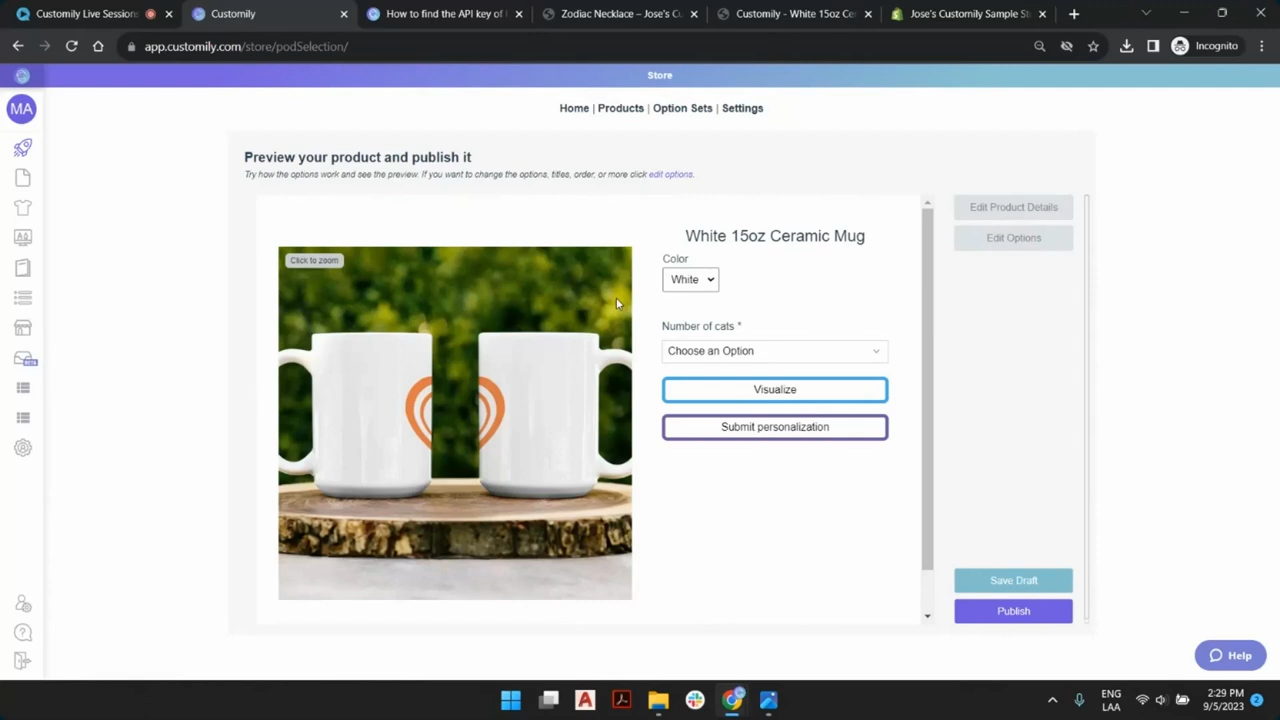 Customily Live Sessions
Customily
How to find the API key of
Zodiac Necklace – Jose's Cu
Customily - White 15oz Cer
Jose's Customily Sample St
app.customily.com/store/podSelection/
Incognito
Store
MA
Home | Products | Option Sets | Settings
Preview your product and publish it
Try how the options work and see the preview. If you want to change the options, titles, order, or more click edit options.
Click to zoom
White 15oz Ceramic Mug
Color
White
Number of cats *
Choose an Option
Visualize
Submit personalization
Edit Product Details
Edit Options
Save Draft
Publish
Help
ENG
LAA
2:29 PM
9/5/2023
2